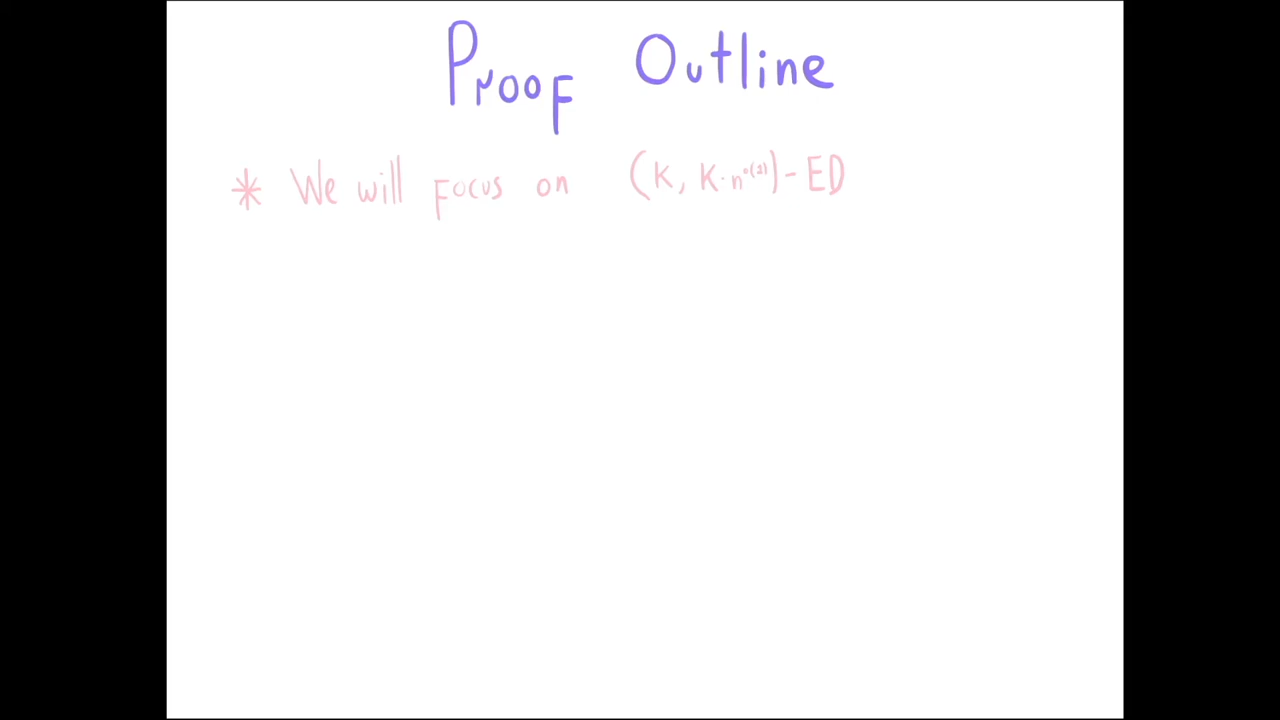 Proof Outline
* We will focus on (K, K·n^o(1))-ED